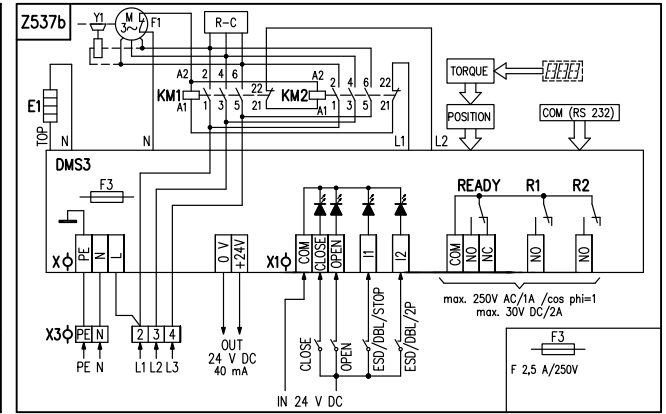 Z537b
Y1
M
3~
F1
R-C
A2 2 4 6 22
KM1
A1 1 3 5 21
A2 2 4 6 22
KM2
A1 1 3 5 21
TORQUE
POSITION
COM (RS 232)
E1
TOP
N
N
L1
L2
DMS3
F3
READY
R1
R2
X
PE
N
L
0 V
+24V
X1
COM
CLOSE
OPEN
I1
I2
COM
NO
NC
NO
NO
max. 250V AC/1A /cos phi=1
max. 30V DC/2A
X3
PE N
2 3 4
PE N
L1 L2 L3
OUT
24 V DC
40 mA
CLOSE
OPEN
ESD/DBL/STOP
ESD/DBL/2P
IN 24 V DC
F3
F 2,5 A/250V